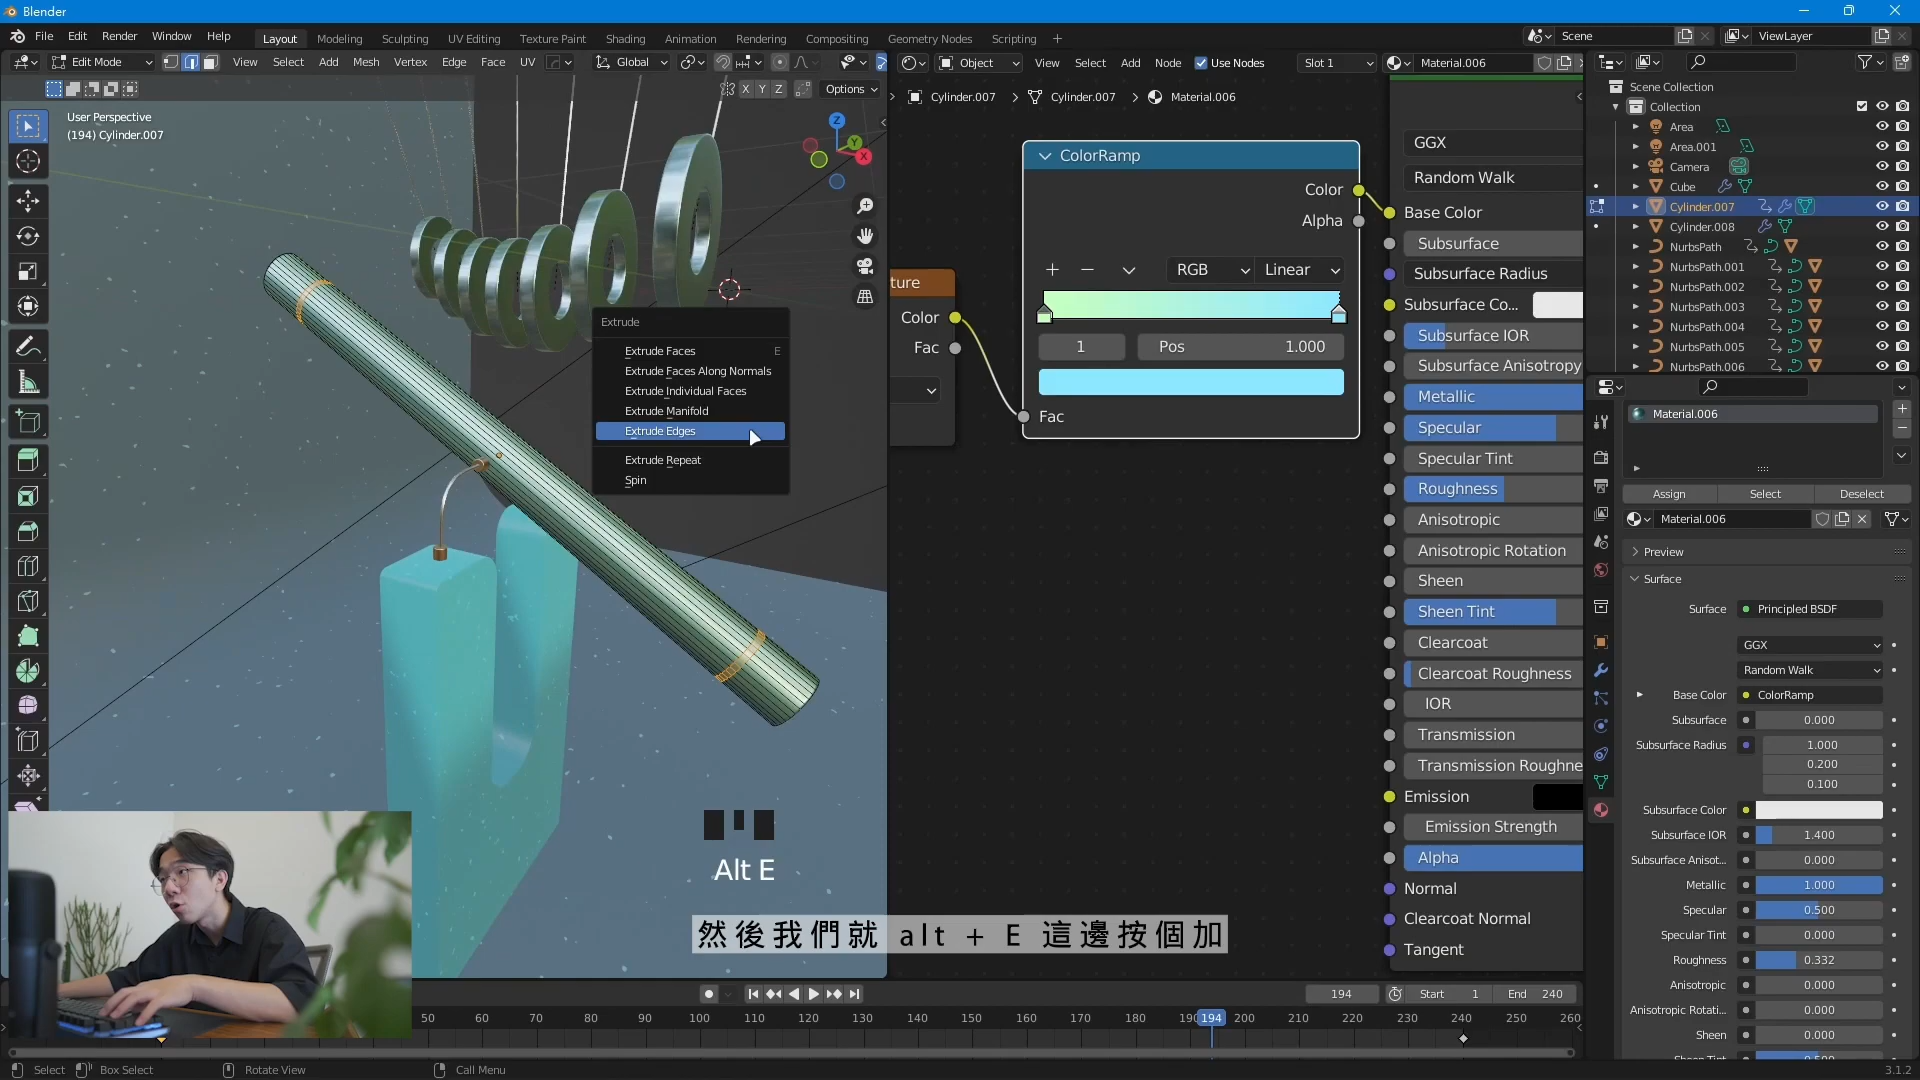 Blender
File Edit Render Window Help
Layout Modeling Sculpting UV Editing Texture Paint Shading Animation Rendering Compositing Geometry Nodes Scripting +
Scene
ViewLayer
Edit Mode View Select Add Mesh Vertex Edge Face UV Global
Object View Select Add Node Use Nodes Slot 1 Material.006
X Y Z Options
Cylinder.007 Cylinder.007 Material.006
User Perspective
(194) Cylinder.007
Z
Y
X
Extrude
Extrude Faces E
Extrude Faces Along Normals
Extrude Individual Faces
Extrude Manifold
Extrude Edges
Extrude Repeat
Spin
Alt E
然後我們就 alt + E 這邊按個加
ture
Color
Fac
ColorRamp
Color
Alpha
RGB Linear
1 Pos 1.000
Fac
GGX
Random Walk
Base Color
Subsurface
Subsurface Radius
Subsurface Co...
Subsurface IOR
Subsurface Anisotropy
Metallic
Specular
Specular Tint
Roughness
Anisotropic
Anisotropic Rotation
Sheen
Sheen Tint
Clearcoat
Clearcoat Roughness
IOR
Transmission
Transmission Roughne
Emission
Emission Strength
Alpha
Normal
Clearcoat Normal
Tangent
Scene Collection
Collection
Area
Area.001
Camera
Cube
Cylinder.007
Cylinder.008
NurbsPath
NurbsPath.001
NurbsPath.002
NurbsPath.003
NurbsPath.004
NurbsPath.005
NurbsPath.006
Material.006
Assign Select Deselect
Material.006
Preview
Surface
Surface Principled BSDF
GGX
Random Walk
Base Color ColorRamp
Subsurface 0.000
Subsurface Radius 1.000
0.200
0.100
Subsurface Color
Subsurface IOR 1.400
Subsurface Anisot... 0.000
Metallic 1.000
Specular 0.500
Specular Tint 0.000
Roughness 0.332
Anisotropic 0.000
Anisotropic Rotati... 0.000
Sheen 0.000
Sheen Tint 0.500
194 Start 1 End 240
50 60 70 80 90 100 110 120 130 140 150 160 170 180 190 194 200 210 220 230 240 250 260
Select Box Select Rotate View Call Menu
3.1.2